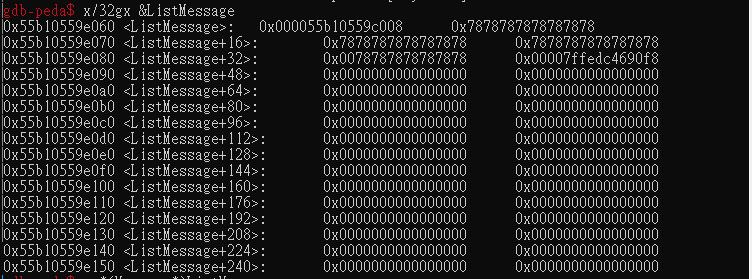 gdb-peda$ x/32gx &ListMessage
0x55b10559e060 <ListMessage>: 0x000055b10559c008 0x7878787878787878
0x55b10559e070 <ListMessage+16>: 0x7878787878787878 0x7878787878787878
0x55b10559e080 <ListMessage+32>: 0x0078787878787878 0x00007ffedc4690f8
0x55b10559e090 <ListMessage+48>: 0x0000000000000000 0x0000000000000000
0x55b10559e0a0 <ListMessage+64>: 0x0000000000000000 0x0000000000000000
0x55b10559e0b0 <ListMessage+80>: 0x0000000000000000 0x0000000000000000
0x55b10559e0c0 <ListMessage+96>: 0x0000000000000000 0x0000000000000000
0x55b10559e0d0 <ListMessage+112>: 0x0000000000000000 0x0000000000000000
0x55b10559e0e0 <ListMessage+128>: 0x0000000000000000 0x0000000000000000
0x55b10559e0f0 <ListMessage+144>: 0x0000000000000000 0x0000000000000000
0x55b10559e100 <ListMessage+160>: 0x0000000000000000 0x0000000000000000
0x55b10559e110 <ListMessage+176>: 0x0000000000000000 0x0000000000000000
0x55b10559e120 <ListMessage+192>: 0x0000000000000000 0x0000000000000000
0x55b10559e130 <ListMessage+208>: 0x0000000000000000 0x0000000000000000
0x55b10559e140 <ListMessage+224>: 0x0000000000000000 0x0000000000000000
0x55b10559e150 <ListMessage+240>: 0x0000000000000000 0x0000000000000000